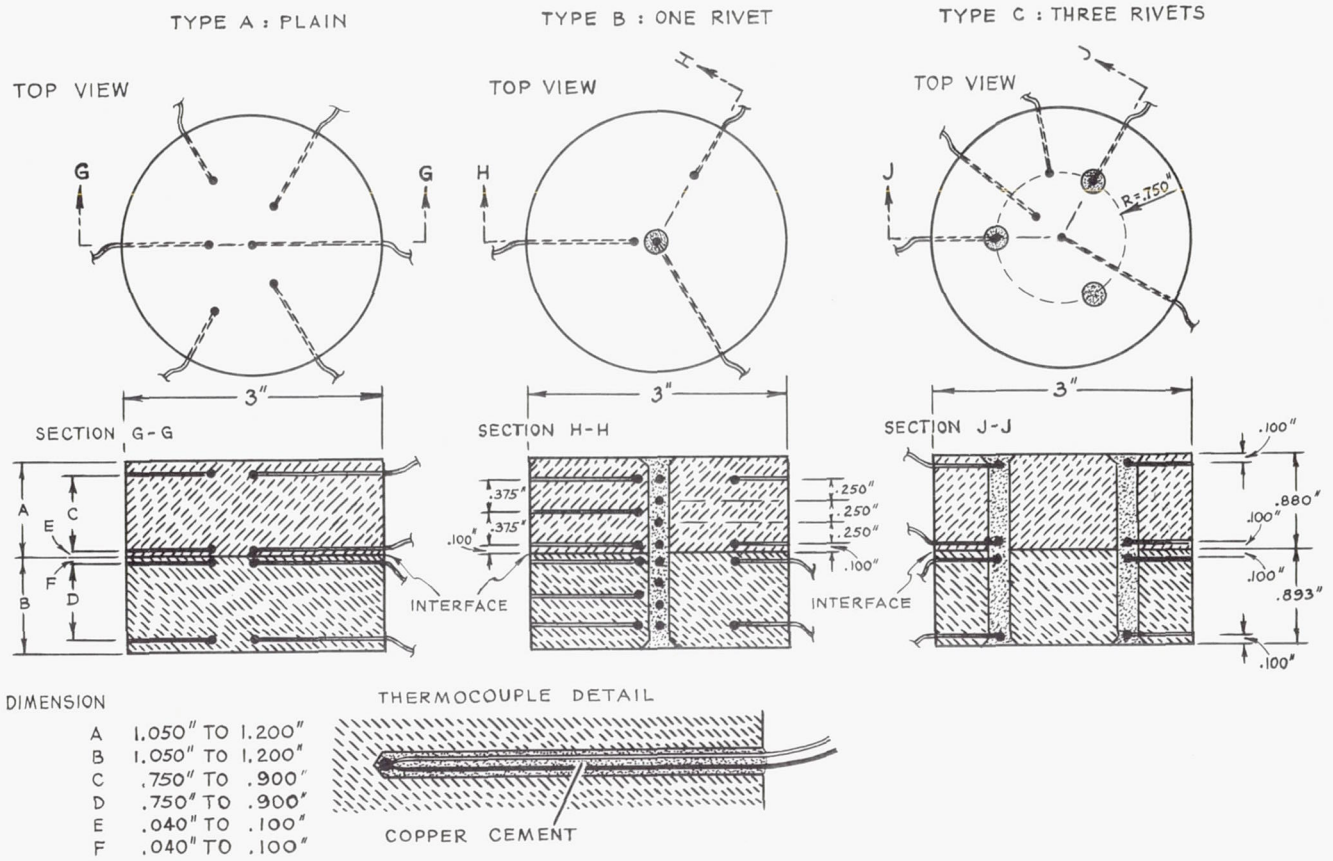 TYPE A : PLAIN
TYPE B : ONE RIVET
TYPE C : THREE RIVETS
TOP VIEW
TOP VIEW
TOP VIEW
H
J
G
G
H
J
R=.750"
3"
3"
3"
SECTION G-G
SECTION H-H
SECTION J-J
A
C
E
F
B
D
.375"
.375"
.100"
.250"
.250"
.250"
.100"
INTERFACE
INTERFACE
.100"
.880"
.100"
.100"
.893"
.100"
DIMENSION
A 1.050" TO 1.200"
B 1.050" TO 1.200"
C .750" TO .900"
D .750" TO .900"
E .040" TO .100"
F .040" TO .100"
THERMOCOUPLE DETAIL
COPPER CEMENT